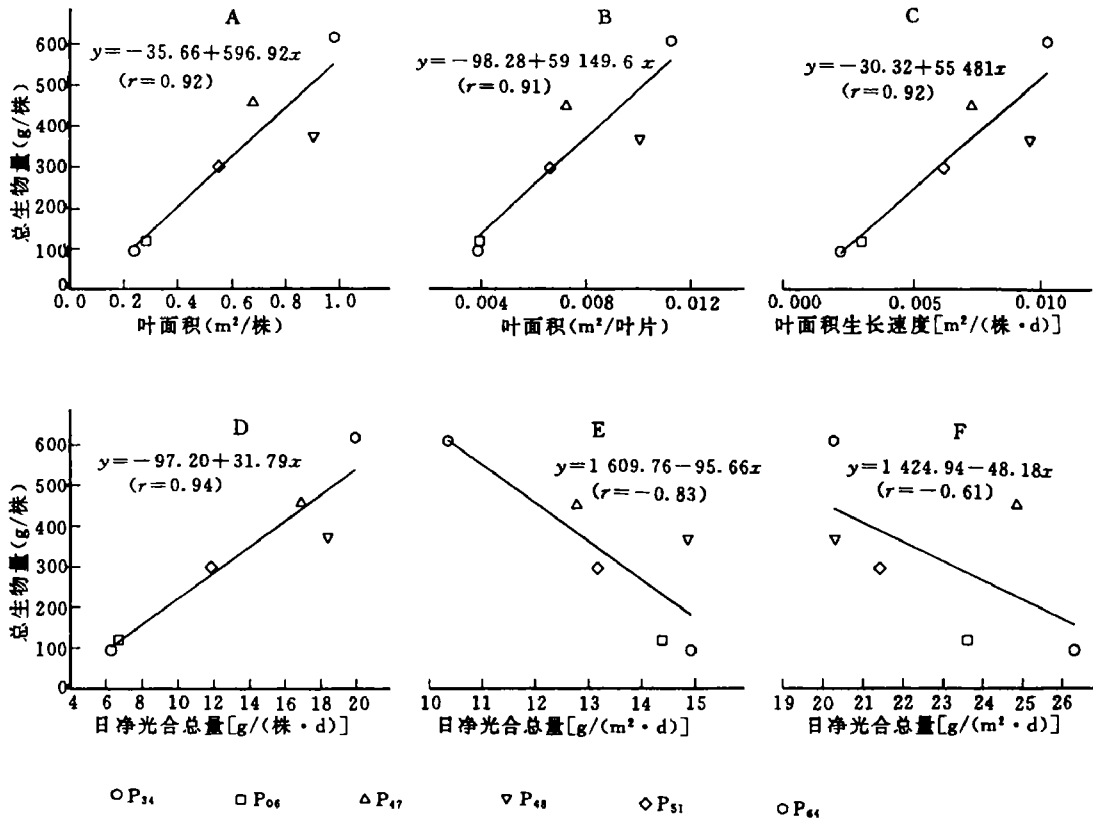 A
B
C
总生物量(g/株)
600
500
400
300
200
100
0
y=-35.66+596.92x
(r=0.92)
y=-98.28+59 149.6 x
(r=0.91)
y=-30.32+55 481x
(r=0.92)
0.0 0.2 0.4 0.6 0.8 1.0
0.004 0.008 0.012
0.000 0.005 0.010
叶面积(m²/株)
叶面积(m²/叶片)
叶面积生长速度[m²/(株·d)]
D
E
F
总生物量(g/株)
600
500
400
300
200
100
0
y=-97.20+31.79x
(r=0.94)
y=1 609.76-95.66x
(r=-0.83)
y=1 424.94-48.18x
(r=-0.61)
4 6 8 10 12 14 16 18 20
10 11 12 13 14 15
19 20 21 22 23 24 25 26
日净光合总量[g/(株·d)]
日净光合总量[g/(m²·d)]
日净光合总量[g/(m²·d)]
○ P₃₄ □ P₀₆ △ P₄₇ ▽ P₄₈ ◇ P₅₁ ○ P₆₄